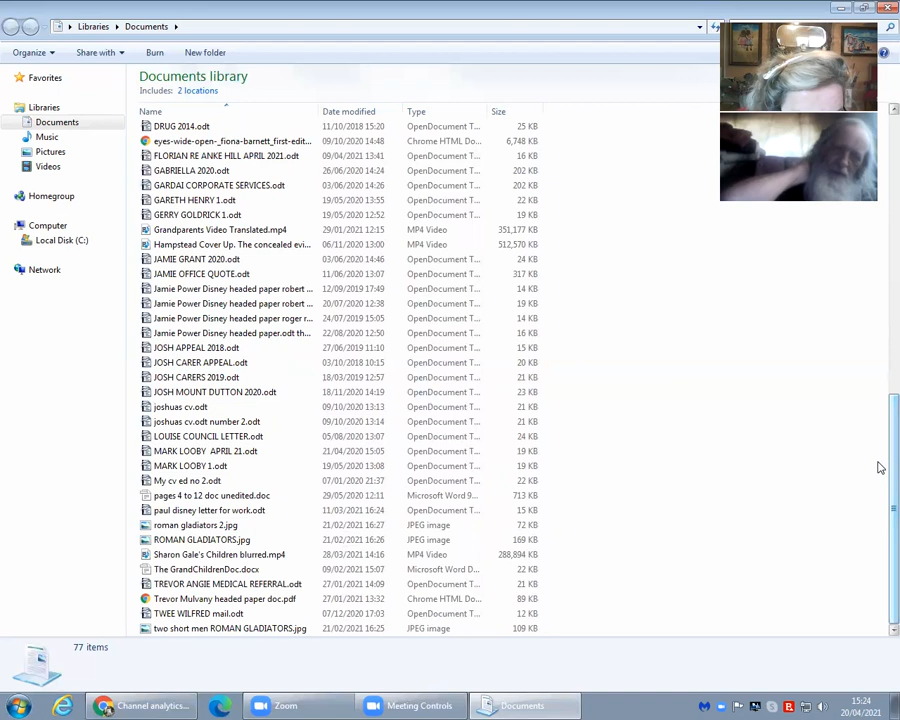 Libraries Documents
Organize Share with Burn New folder
Favorites
Libraries
Documents
Music
Pictures
Videos
Homegroup
Computer
Local Disk (C:)
Network
Documents library
Includes: 2 locations
Name Date modified Type Size
DRUG 2014.odt 11/10/2018 15:20 OpenDocument T... 25 KB
eyes-wide-open-_fiona-barnett_first-edit... 09/10/2020 14:48 Chrome HTML Do... 6,748 KB
FLORIAN RE ANKE HILL APRIL 2021.odt 09/04/2021 13:41 OpenDocument T... 16 KB
GABRIELLA 2020.odt 26/06/2020 14:24 OpenDocument T... 202 KB
GARDAI CORPORATE SERVICES.odt 03/06/2020 14:26 OpenDocument T... 202 KB
GARETH HENRY 1.odt 19/05/2020 13:55 OpenDocument T... 22 KB
GERRY GOLDRICK 1.odt 19/05/2020 12:52 OpenDocument T... 19 KB
Grandparents Video Translated.mp4 29/01/2021 12:15 MP4 Video 351,177 KB
Hampstead Cover Up. The concealed evi... 06/11/2020 13:00 MP4 Video 512,570 KB
JAMIE GRANT 2020.odt 03/06/2020 14:46 OpenDocument T... 24 KB
JAMIE OFFICE QUOTE.odt 11/06/2020 13:07 OpenDocument T... 317 KB
Jamie Power Disney headed paper robert ... 12/09/2019 17:49 OpenDocument T... 14 KB
Jamie Power Disney headed paper robert ... 20/07/2020 12:38 OpenDocument T... 19 KB
Jamie Power Disney headed paper roger r... 24/07/2019 15:05 OpenDocument T... 14 KB
Jamie Power Disney headed paper.odt th... 22/08/2020 12:50 OpenDocument T... 16 KB
JOSH APPEAL 2018.odt 27/06/2019 11:10 OpenDocument T... 15 KB
JOSH CARER APPEAL.odt 03/10/2018 10:15 OpenDocument T... 20 KB
JOSH CARERS 2019.odt 18/03/2019 12:57 OpenDocument T... 21 KB
JOSH MOUNT DUTTON 2020.odt 18/11/2020 14:19 OpenDocument T... 23 KB
joshuas cv.odt 09/10/2020 13:13 OpenDocument T... 21 KB
joshuas cv.odt number 2.odt 09/10/2020 13:14 OpenDocument T... 21 KB
LOUISE COUNCIL LETTER.odt 05/08/2020 13:07 OpenDocument T... 24 KB
MARK LOOBY APRIL 21.odt 21/04/2020 15:05 OpenDocument T... 19 KB
MARK LOOBY 1.odt 19/05/2020 13:08 OpenDocument T... 19 KB
My cv ed no 2.odt 07/01/2020 21:37 OpenDocument T... 21 KB
pages 4 to 12 doc unedited.doc 29/05/2020 12:11 Microsoft Word 9... 713 KB
paul disney letter for work.odt 11/03/2021 16:24 OpenDocument T... 15 KB
roman gladiators 2.jpg 21/02/2021 16:27 JPEG image 72 KB
ROMAN GLADIATORS.jpg 21/02/2021 16:26 JPEG image 169 KB
Sharon Gale's Children blurred.mp4 28/03/2021 14:16 MP4 Video 288,894 KB
The GrandChildrenDoc.docx 09/02/2021 15:07 Microsoft Word D... 22 KB
TREVOR ANGIE MEDICAL REFERRAL.odt 27/01/2021 14:09 OpenDocument T... 21 KB
Trevor Mulvany headed paper doc.pdf 27/01/2021 13:32 Chrome HTML Do... 89 KB
TWEE WILFRED mail.odt 07/12/2020 17:03 OpenDocument T... 12 KB
two short men ROMAN GLADIATORS.jpg 21/02/2021 16:25 JPEG image 109 KB
77 items
Channel analytics... Zoom Meeting Controls Documents
15:24
20/04/2021